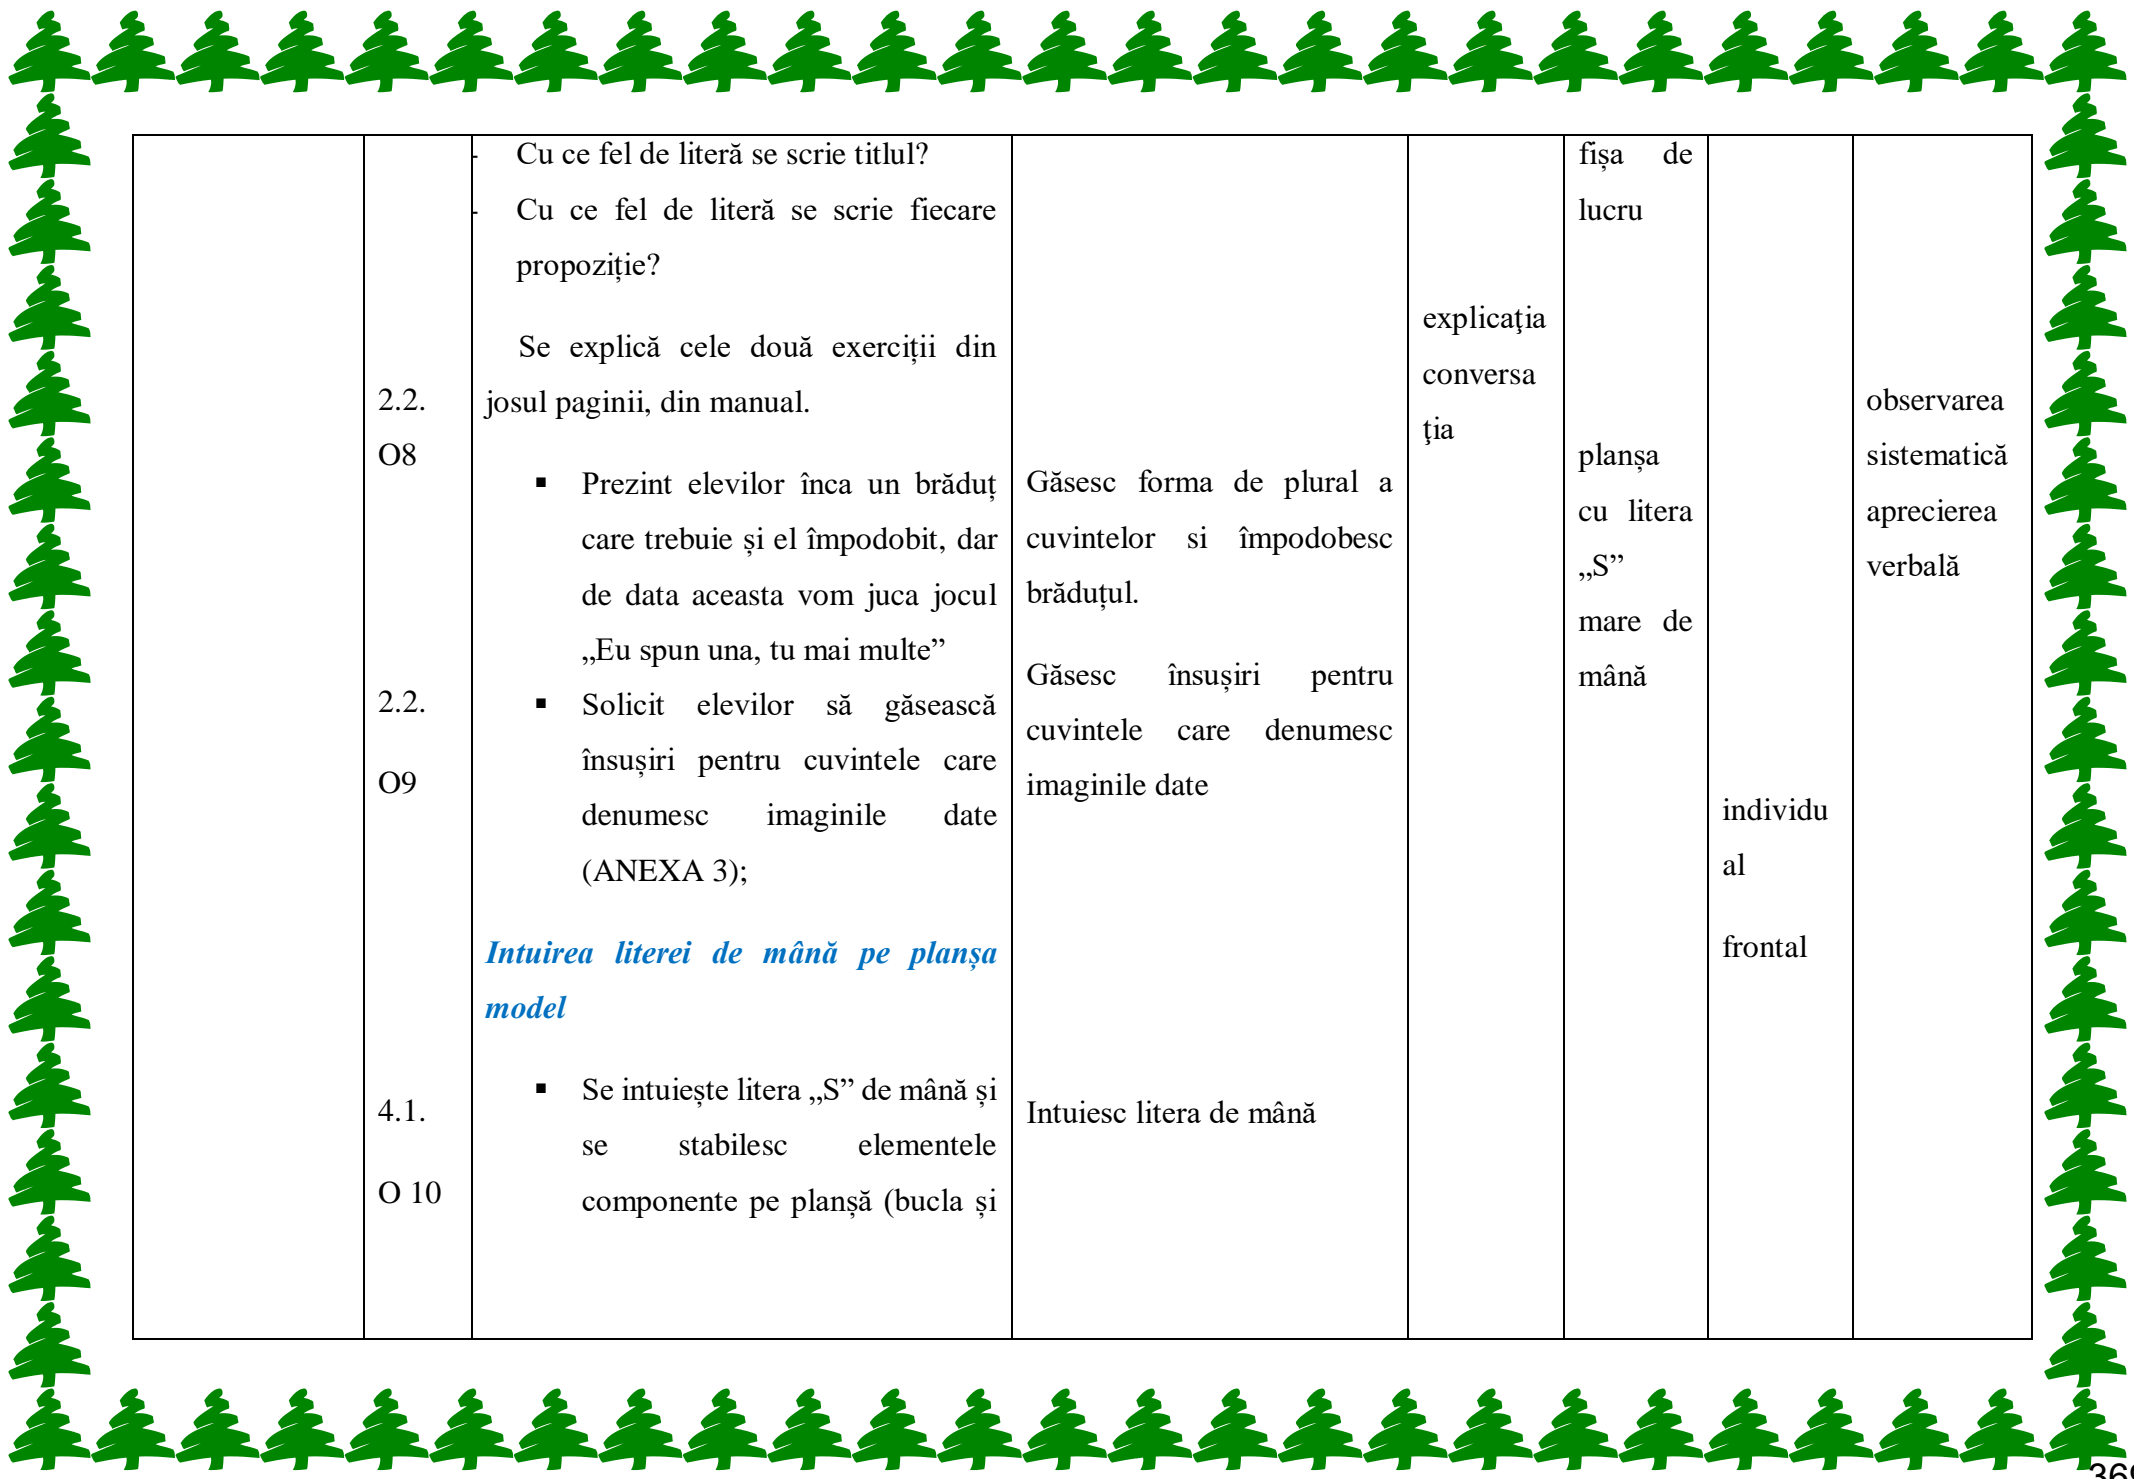 - Cu ce fel de literă se scrie titlul?
- Cu ce fel de literă se scrie fiecare
propoziție?
Se explică cele două exerciții din
josul paginii, din manual.
2.2.
O8
▪ Prezint elevilor înca un brăduț
care trebuie și el împodobit, dar
de data aceasta vom juca jocul
„Eu spun una, tu mai multe”
2.2.
O9
▪ Solicit elevilor să găsească
însușiri pentru cuvintele care
denumesc imaginile date
(ANEXA 3);
Intuirea literei de mână pe planșa
model
4.1.
O 10
▪ Se intuiește litera „S” de mână și
se stabilesc elementele
componente pe planșă (bucla și
Găsesc forma de plural a
cuvintelor si împodobesc
brăduțul.
Găsesc însușiri pentru
cuvintele care denumesc
imaginile date
Intuiesc litera de mână
explicaţia
conversa
ţia
fișa de
lucru
planșa
cu litera
„S”
mare de
mână
individu
al
frontal
observarea
sistematică
aprecierea
verbală